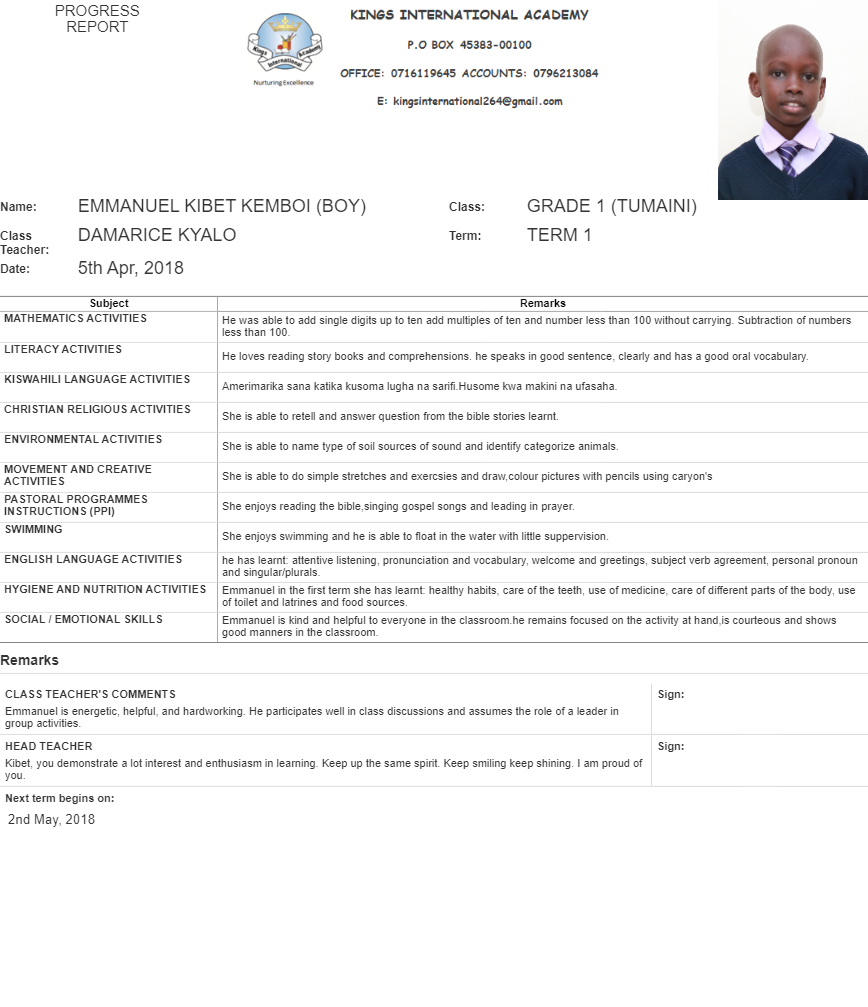 PROGRESS
REPORT
Kings International Academy
Nurturing Excellence
KINGS INTERNATIONAL ACADEMY
P.O BOX 45383-00100
OFFICE: 0716119645 ACCOUNTS: 0796213084
E: kingsinternational264@gmail.com
Name: EMMANUEL KIBET KEMBOI (BOY) Class: GRADE 1 (TUMAINI)
Class Teacher: DAMARICE KYALO Term: TERM 1
Date: 5th Apr, 2018
Subject Remarks
MATHEMATICS ACTIVITIES
He was able to add single digits up to ten add multiples of ten and number less than 100 without carrying. Subtraction of numbers
less than 100.
LITERACY ACTIVITIES
He loves reading story books and comprehensions. he speaks in good sentence, clearly and has a good oral vocabulary.
KISWAHILI LANGUAGE ACTIVITIES
Amerimarika sana katika kusoma lugha na sarifi.Husome kwa makini na ufasaha.
CHRISTIAN RELIGIOUS ACTIVITIES
She is able to retell and answer question from the bible stories learnt.
ENVIRONMENTAL ACTIVITIES
She is able to name type of soil sources of sound and identify categorize animals.
MOVEMENT AND CREATIVE
ACTIVITIES
She is able to do simple stretches and exercsies and draw,colour pictures with pencils using caryon's
PASTORAL PROGRAMMES
INSTRUCTIONS (PPI)
She enjoys reading the bible,singing gospel songs and leading in prayer.
SWIMMING
She enjoys swimming and he is able to float in the water with little suppervision.
ENGLISH LANGUAGE ACTIVITIES
he has learnt: attentive listening, pronunciation and vocabulary, welcome and greetings, subject verb agreement, personal pronoun
and singular/plurals.
HYGIENE AND NUTRITION ACTIVITIES
Emmanuel in the first term she has learnt: healthy habits, care of the teeth, use of medicine, care of different parts of the body, use
of toilet and latrines and food sources.
SOCIAL / EMOTIONAL SKILLS
Emmanuel is kind and helpful to everyone in the classroom.he remains focused on the activity at hand,is courteous and shows
good manners in the classroom.
Remarks
CLASS TEACHER'S COMMENTS
Emmanuel is energetic, helpful, and hardworking. He participates well in class discussions and assumes the role of a leader in
group activities.
Sign:
HEAD TEACHER
Kibet, you demonstrate a lot interest and enthusiasm in learning. Keep up the same spirit. Keep smiling keep shining. I am proud of
you.
Sign:
Next term begins on:
2nd May, 2018